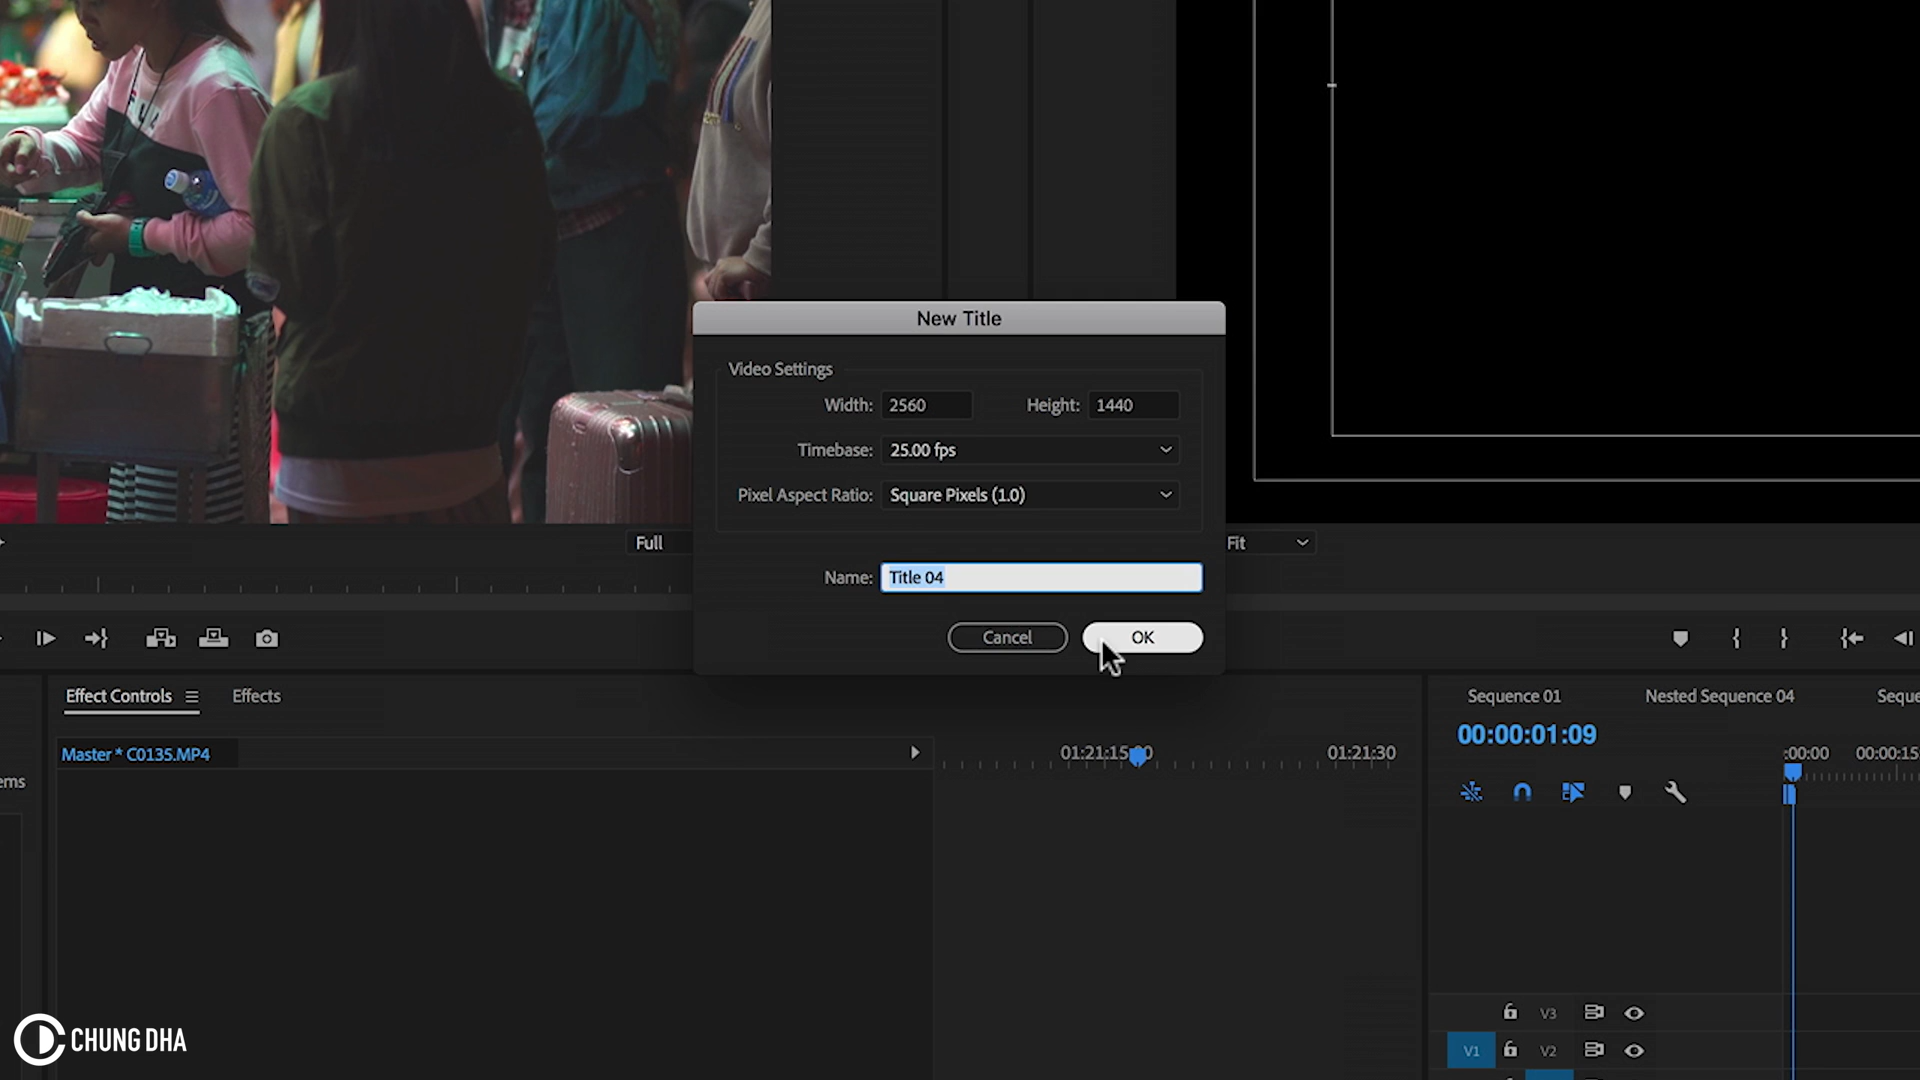 New Title
Video Settings
Width: 2560 Height: 1440
Timebase: 25.00 fps
Pixel Aspect Ratio: Square Pixels (1.0)
Full
Fit
Name: Title 04
Cancel OK
Effect Controls Effects
Sequence 01 Nested Sequence 04 Seque
00:00:01:09
Master * C0135.MP4
01:21:15 01:21:30
:00:00 00:00:15
ems
V3
V1 V2
CHUNG DHA